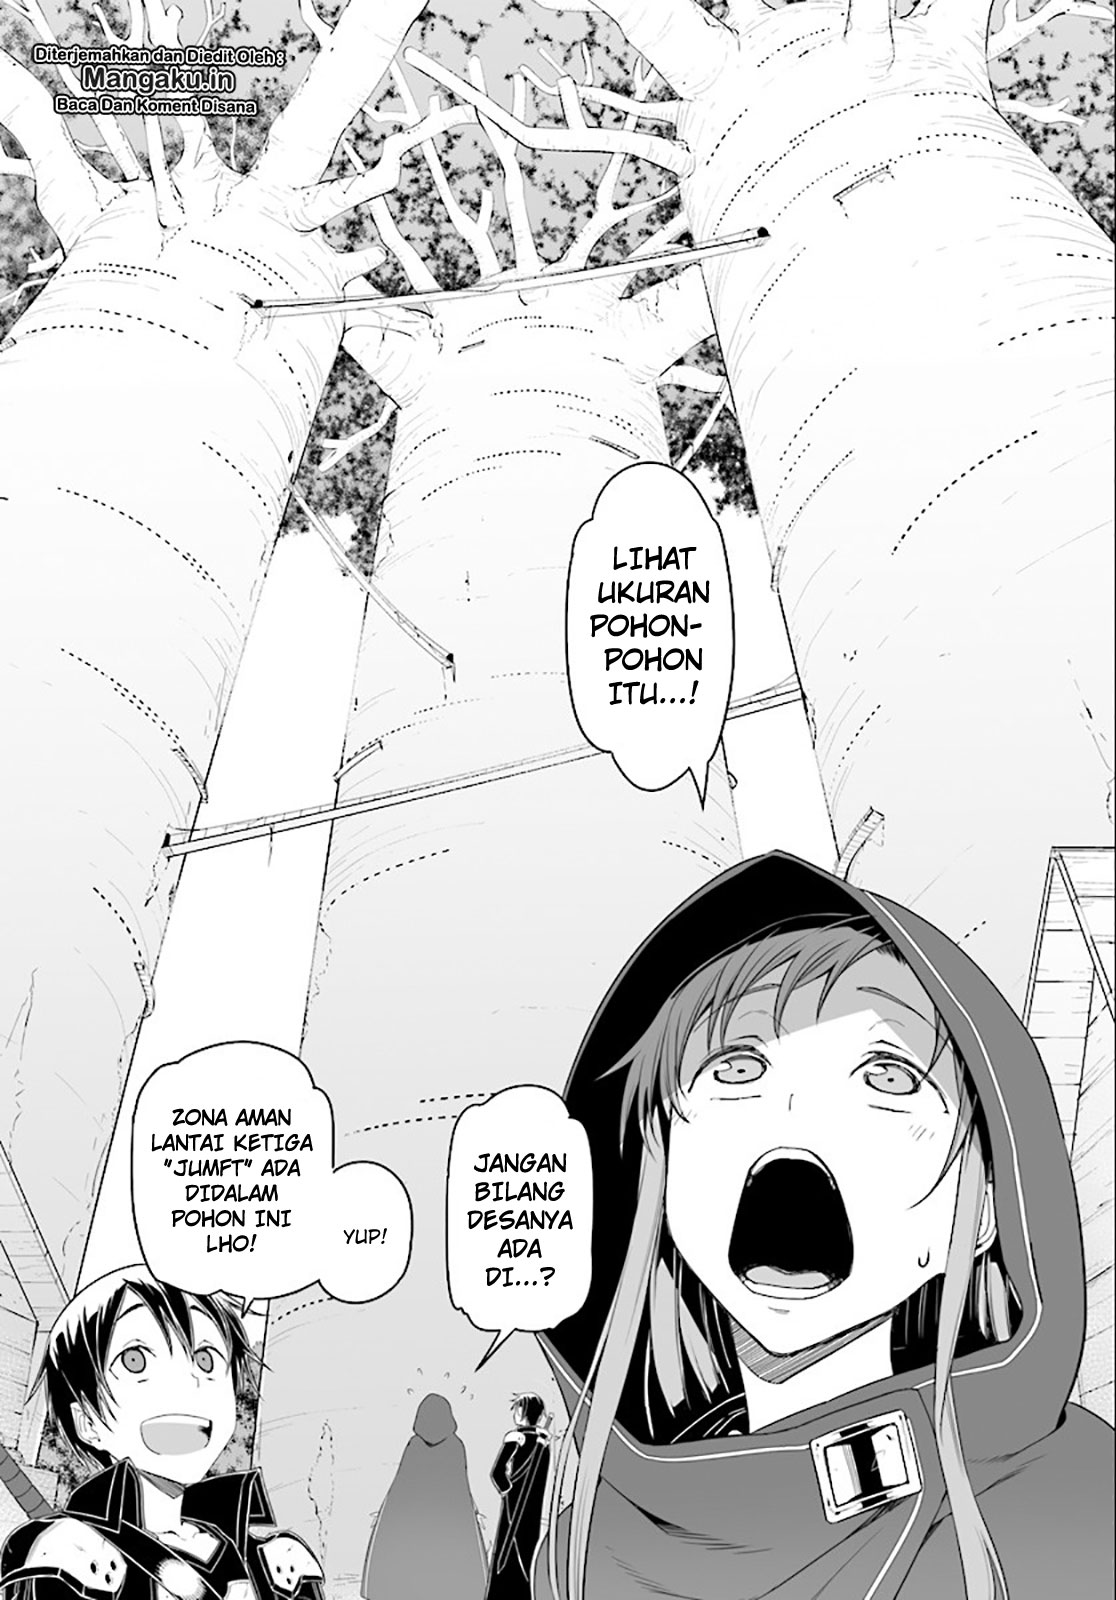 Diterjemahkan dan Diedit Oleh :
Mangaku.in
Baca Dan Koment Disana
LIHAT
UKURAN
POHON-
POHON
ITU...!
JANGAN
BILANG
DESANYA
ADA
DI...?
YUP!
ZONA AMAN
LANTAI KETIGA
"JUMFT" ADA
DIDALAM
POHON INI
LHO!